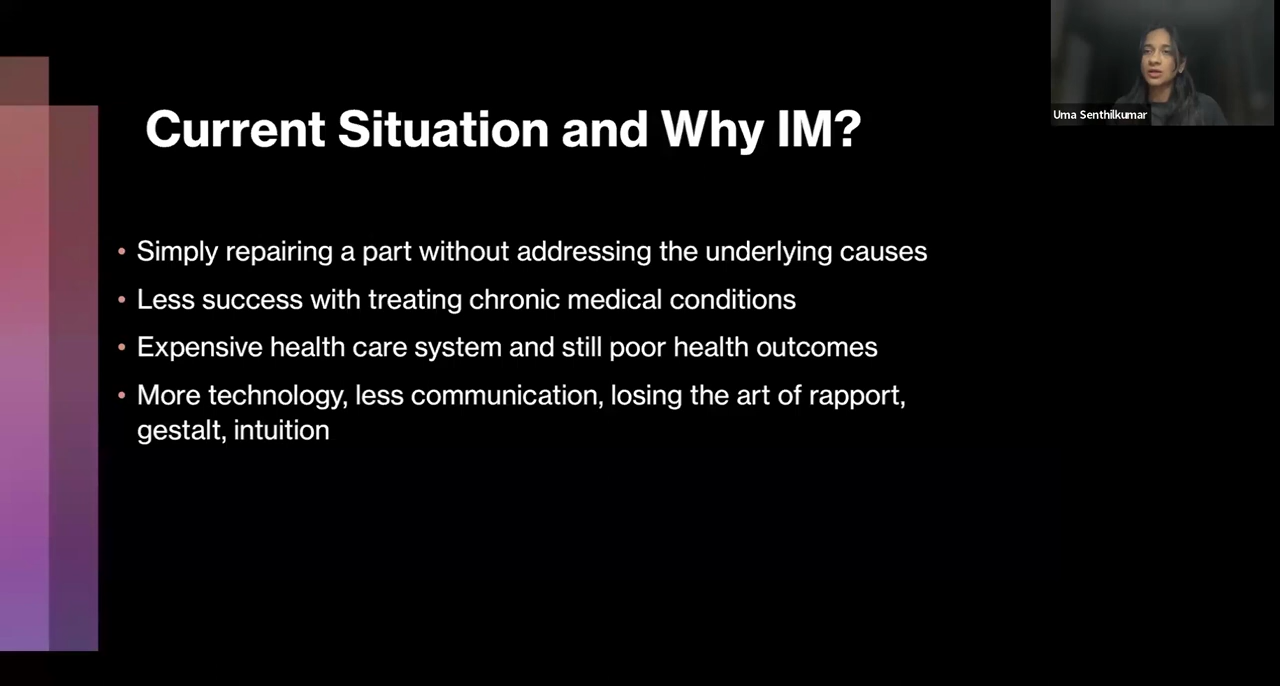 Uma Senthilkumar
Current Situation and Why IM?
• Simply repairing a part without addressing the underlying causes
• Less success with treating chronic medical conditions
• Expensive health care system and still poor health outcomes
• More technology, less communication, losing the art of rapport,
gestalt, intuition